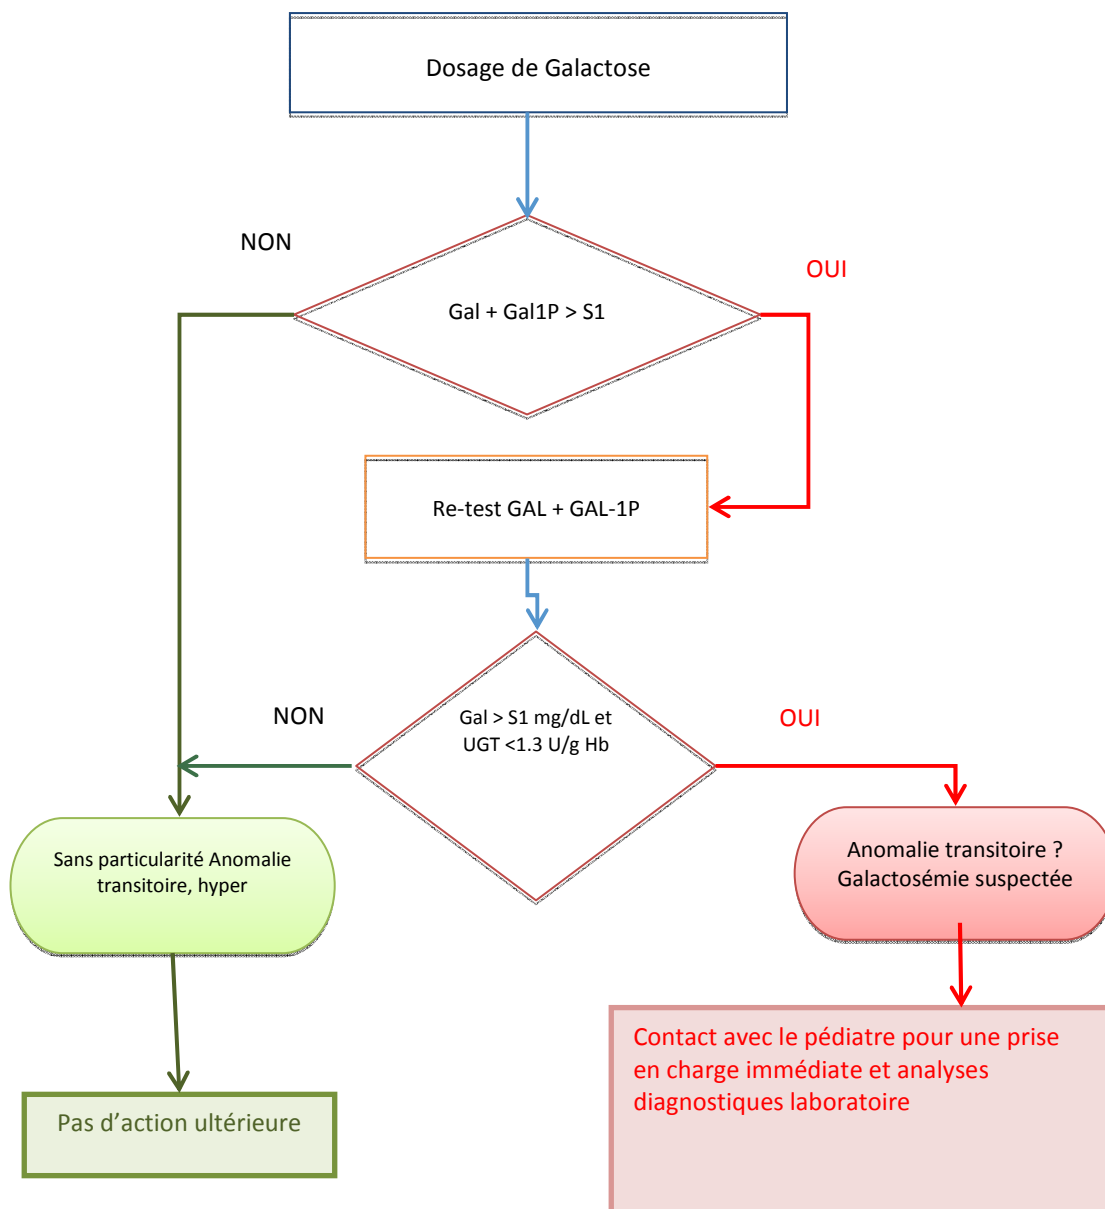 Dosage de Galactose
NON
OUI
Gal + Gal1P > S1
Re-test GAL + GAL-1P
NON
Gal > S1 mg/dL et
UGT <1.3 U/g Hb
OUI
Sans particularité Anomalie
transitoire, hyper
Anomalie transitoire ?
Galactosémie suspectée
Contact avec le pédiatre pour une prise
en charge immédiate et analyses
diagnostiques laboratoire
Pas d’action ultérieure